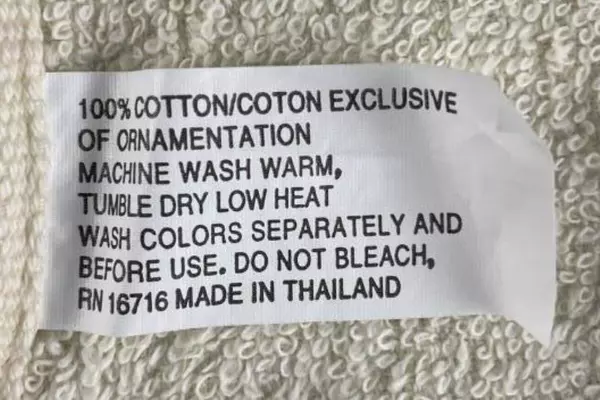 100% COTTON/COTON EXCLUSIVE
OF ORNAMENTATION
MACHINE WASH WARM,
TUMBLE DRY LOW HEAT
WASH COLORS SEPARATELY AND
BEFORE USE. DO NOT BLEACH,
RN 16716 MADE IN THAILAND